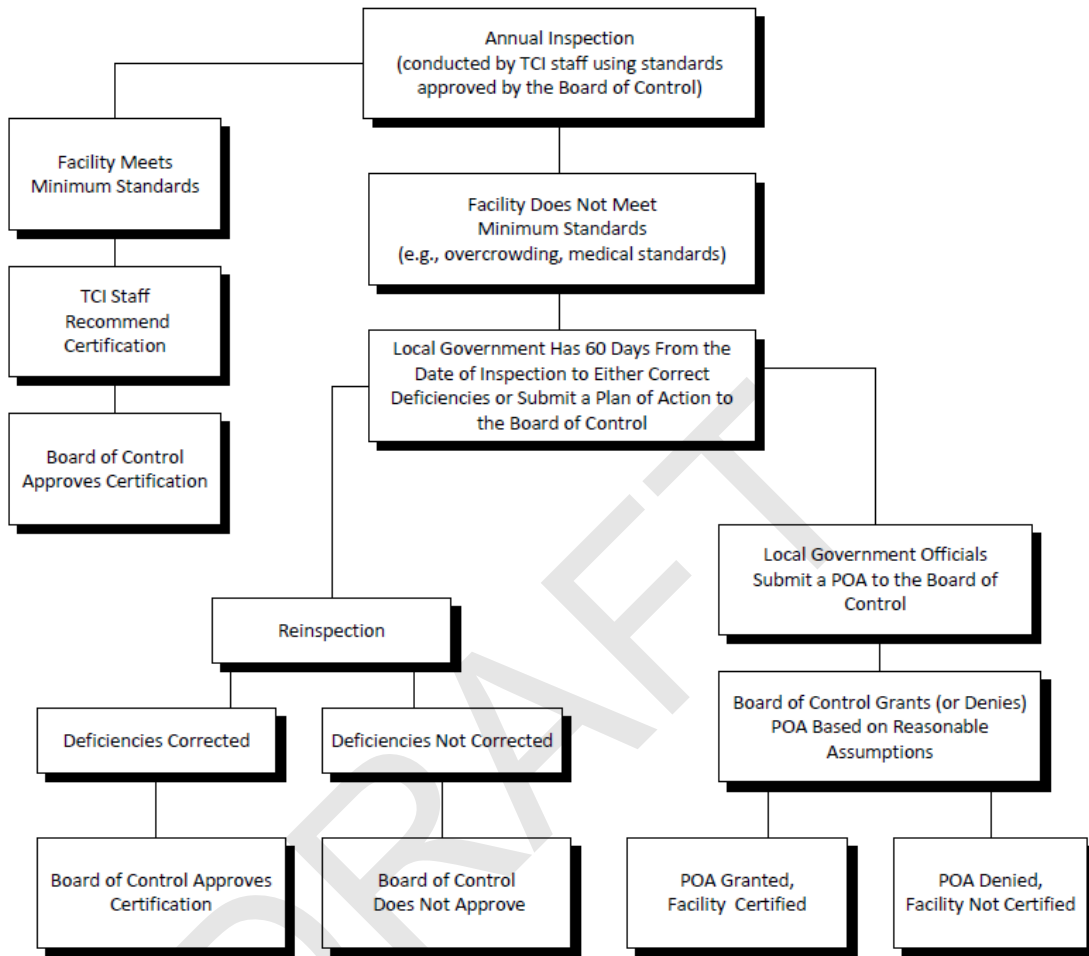 Annual Inspection
(conducted by TCI staff using standards
approved by the Board of Control)
Facility Meets
Minimum Standards
Facility Does Not Meet
Minimum Standards
(e.g., overcrowding, medical standards)
TCI Staff
Recommend
Certification
Local Government Has 60 Days From the
Date of Inspection to Either Correct
Deficiencies or Submit a Plan of Action to
the Board of Control
Board of Control
Approves Certification
Local Government Officials
Submit a POA to the Board of
Control
Reinspection
Board of Control Grants (or Denies)
POA Based on Reasonable
Assumptions
Deficiencies Corrected
Deficiencies Not Corrected
Board of Control Approves
Certification
Board of Control
Does Not Approve
POA Granted,
Facility Certified
POA Denied,
Facility Not Certified
DRAFT